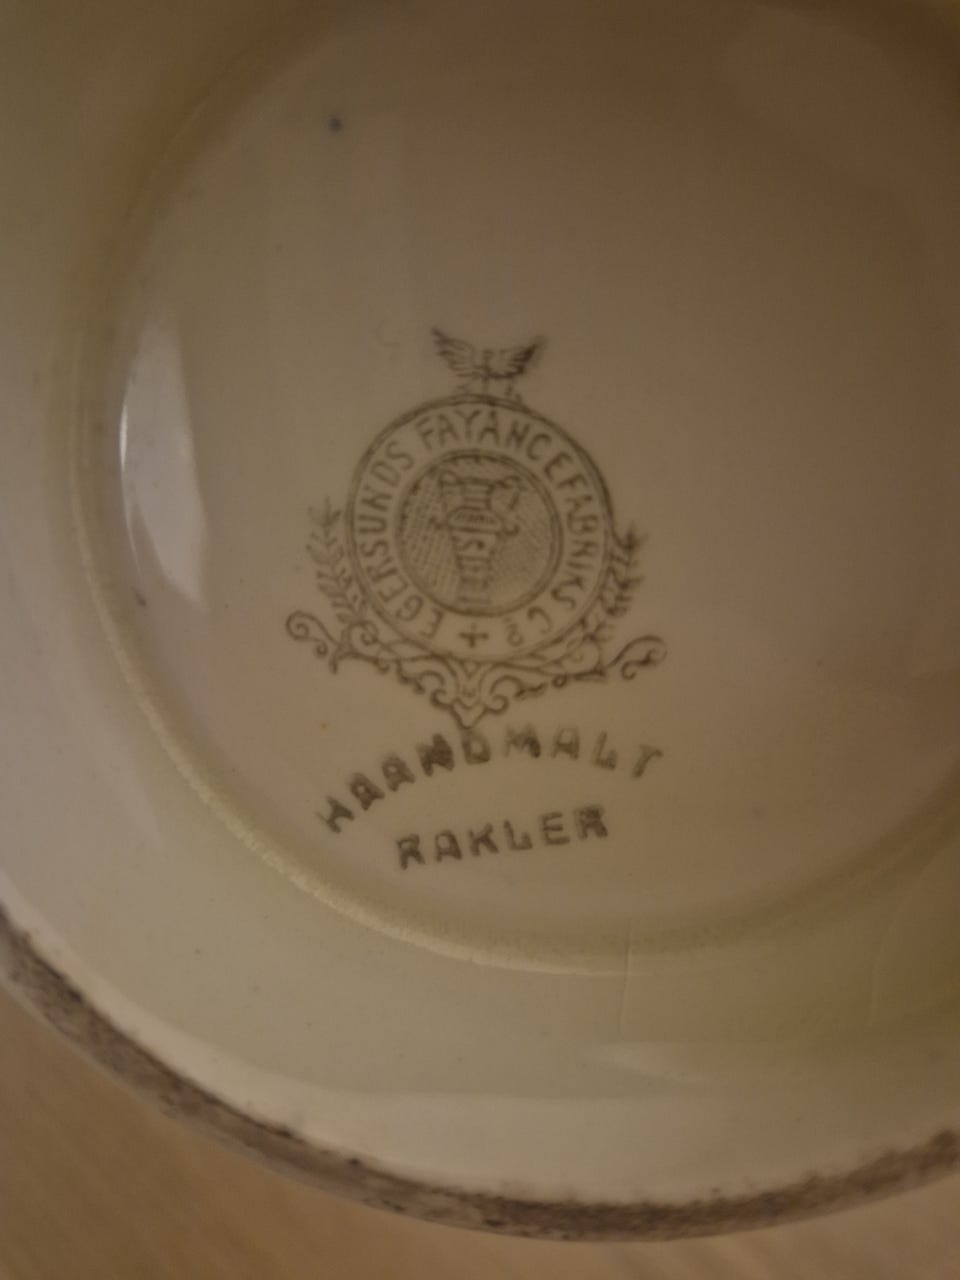 EGERSUNDS FAYANCEFABRIKS Cº
HAANDMALT
RAKLER